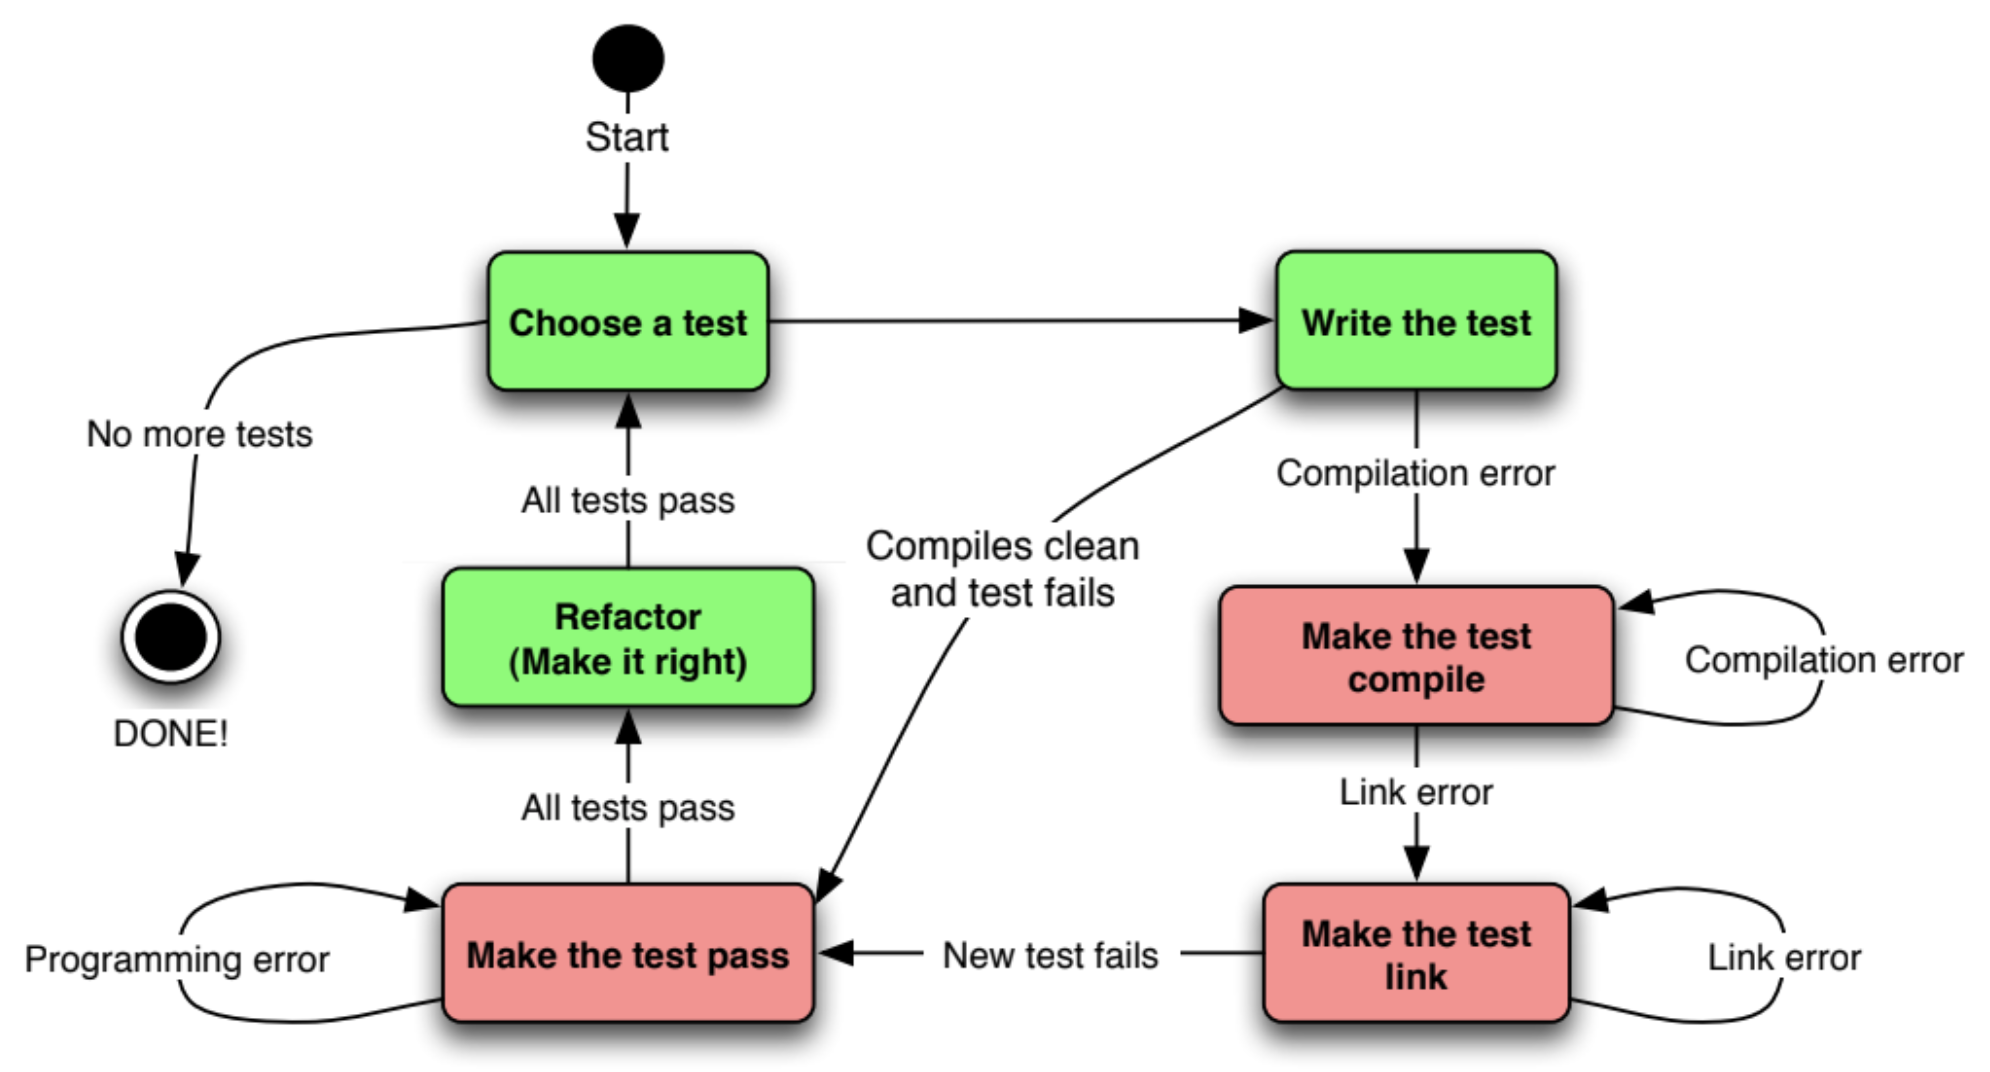 Start
Choose a test
Write the test
No more tests
Compilation error
All tests pass
Compiles clean
and test fails
Refactor
(Make it right)
Make the test
compile
Compilation error
DONE!
Link error
All tests pass
Programming error
Make the test pass
New test fails
Make the test
link
Link error